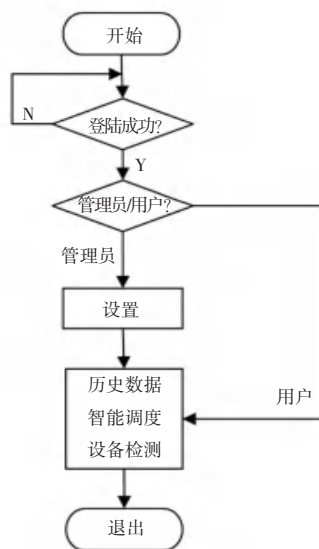 开始
N
登陆成功?
Y
管理员/用户?
管理员
设置
历史数据
用户
智能调度
设备检测
退出